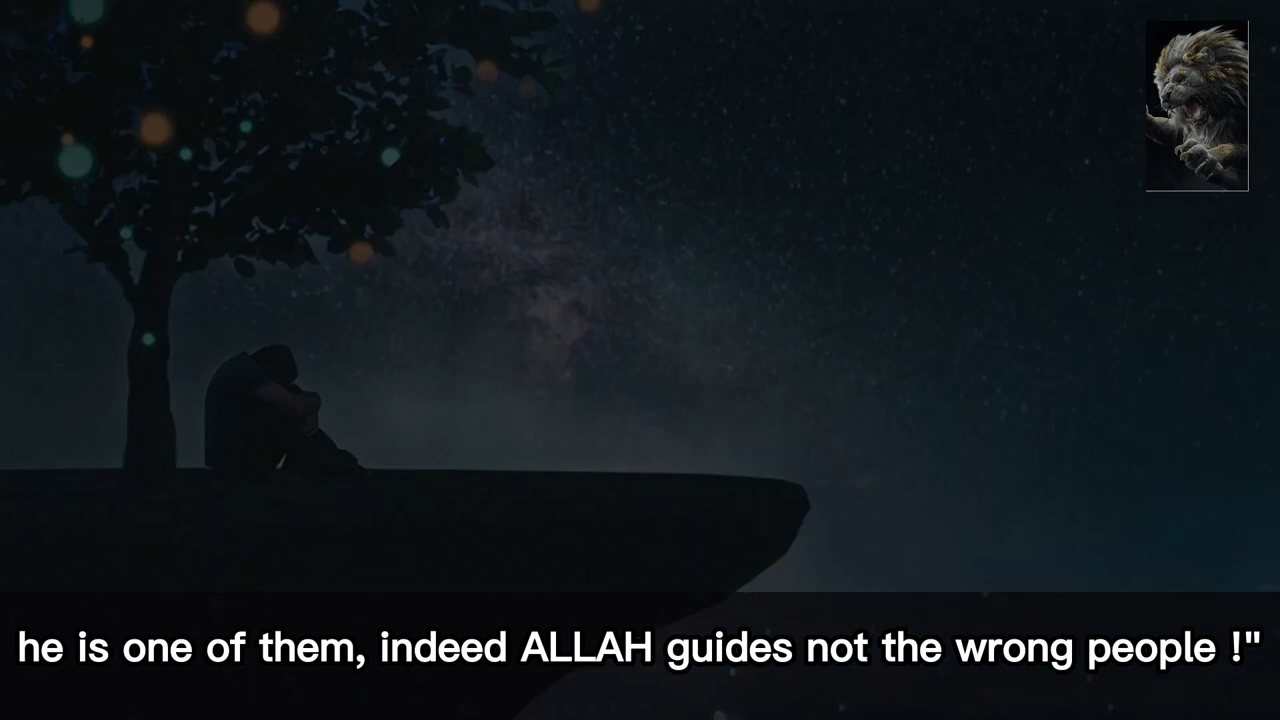 he is one of them, indeed ALLAH guides not the wrong people !"